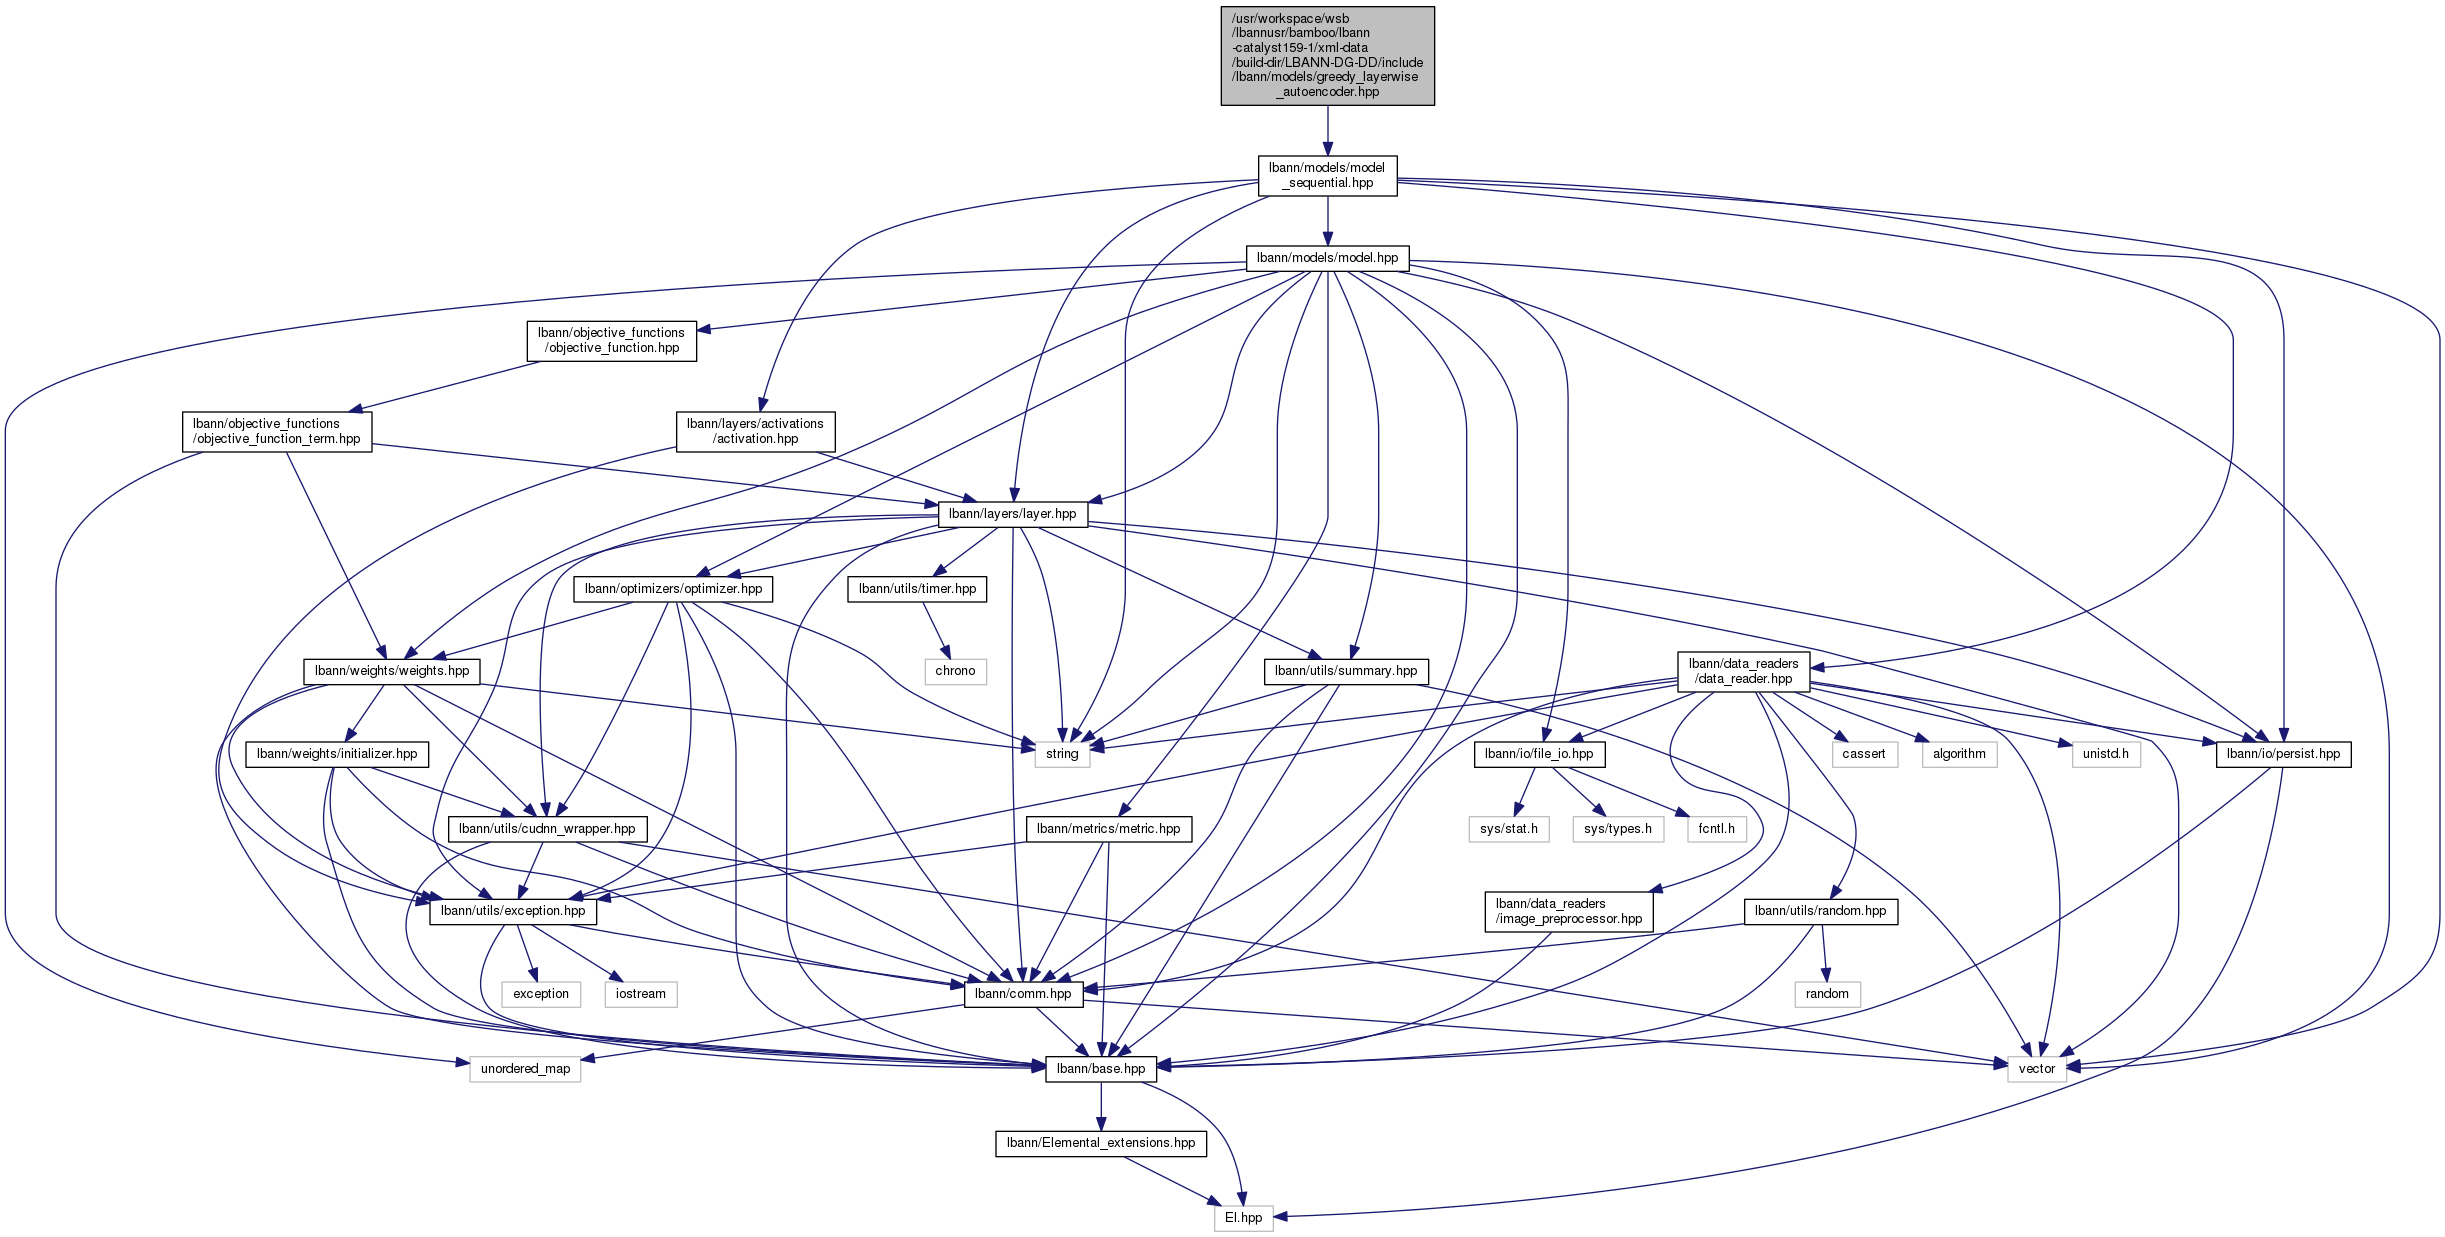 /usr/workspace/wsb
/lbannusr/bamboo/lbann
-catalyst159-1/xml-data
/build-dir/LBANN-DG-DD/include
/lbann/models/greedy_layerwise
_autoencoder.hpp
lbann/models/model
_sequential.hpp
lbann/models/model.hpp
lbann/objective_functions
/objective_function.hpp
lbann/objective_functions
/objective_function_term.hpp
lbann/layers/activations
/activation.hpp
lbann/layers/layer.hpp
lbann/optimizers/optimizer.hpp
lbann/utils/timer.hpp
lbann/weights/weights.hpp
chrono
lbann/utils/summary.hpp
lbann/data_readers
/data_reader.hpp
lbann/weights/initializer.hpp
string
lbann/io/file_io.hpp
cassert
algorithm
unistd.h
lbann/io/persist.hpp
lbann/utils/cudnn_wrapper.hpp
lbann/metrics/metric.hpp
sys/stat.h
sys/types.h
fcntl.h
lbann/utils/exception.hpp
lbann/data_readers
/image_preprocessor.hpp
lbann/utils/random.hpp
exception
iostream
lbann/comm.hpp
random
unordered_map
lbann/base.hpp
vector
lbann/Elemental_extensions.hpp
El.hpp